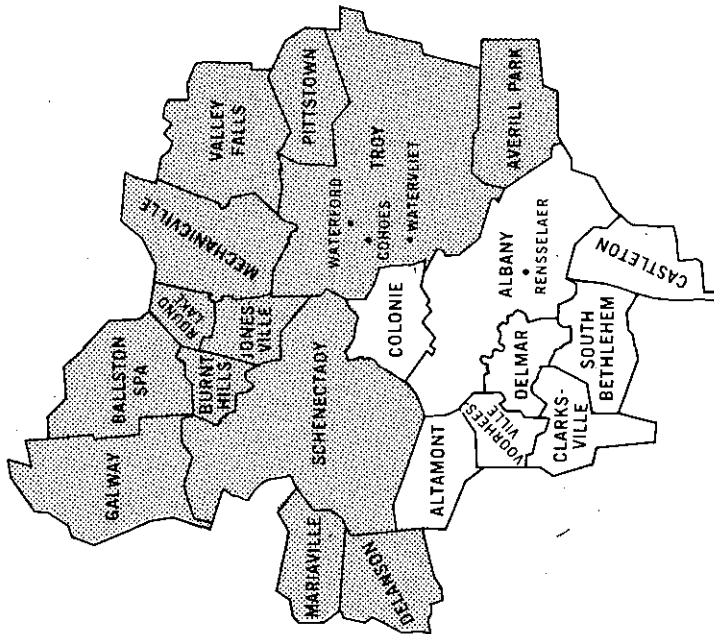 GALWAY
BALLSTON
SPA
BURNT
HILLS
ROUND
LAKE
JONES
VILLE
MECHANICVILLE
VALLEY
FALLS
PITTSTOWN
WATERFORD
COHOES
TROY
WATERVLIET
SCHENECTADY
MARIAVILLE
DELANSON
COLONIE
ALTAMONT
VOORHEES
VILLE
DELMAR
ALBANY
RENSSELAER
AVERILL PARK
CLARKS-
VILLE
SOUTH
BETHLEHEM
CASTLETON